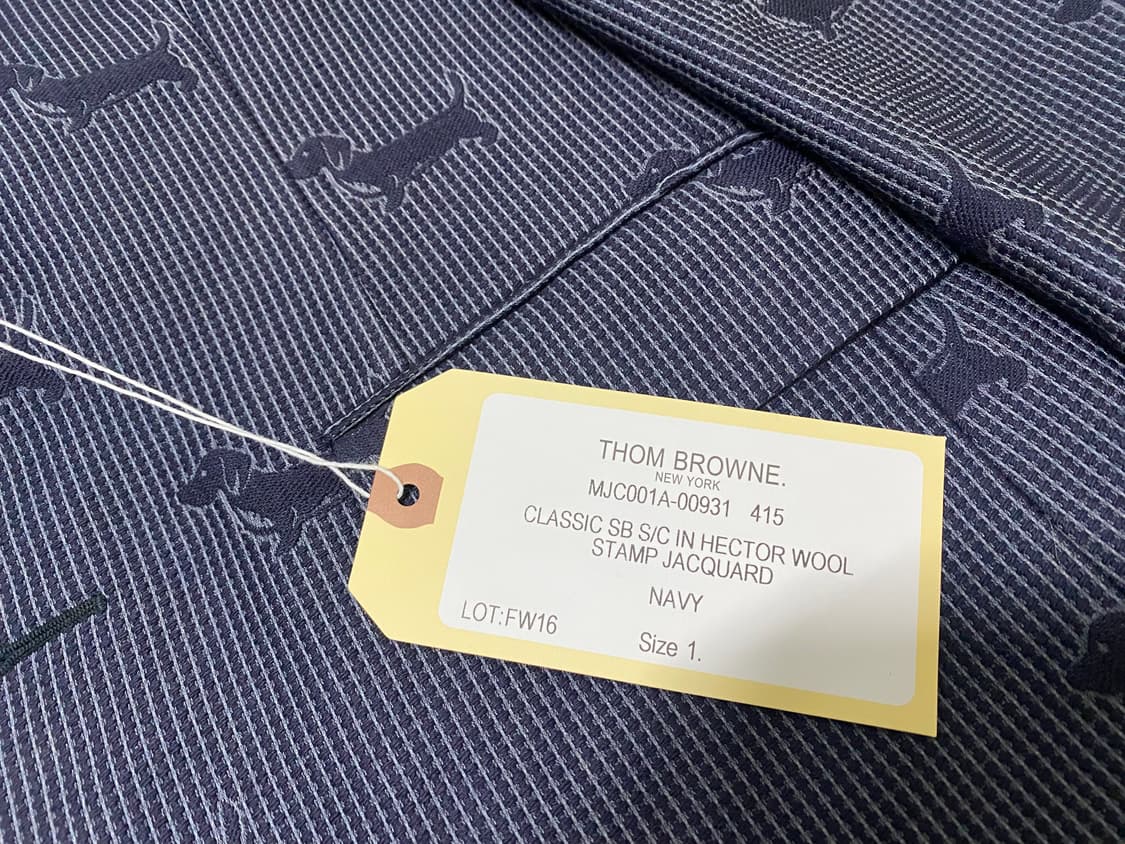 THOM BROWNE.
NEW YORK
MJC001A-00931 415
CLASSIC SB S/C IN HECTOR WOOL
STAMP JACQUARD
NAVY
LOT:FW16
Size 1.